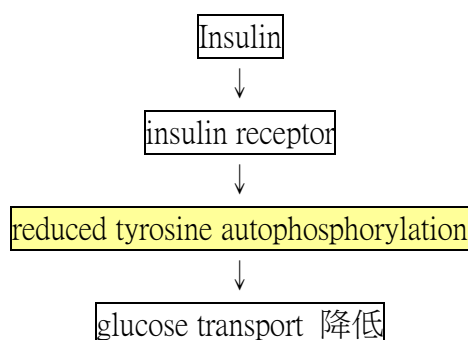 Insulin
↓
insulin receptor
↓
reduced tyrosine autophosphorylation
↓
glucose transport 降低